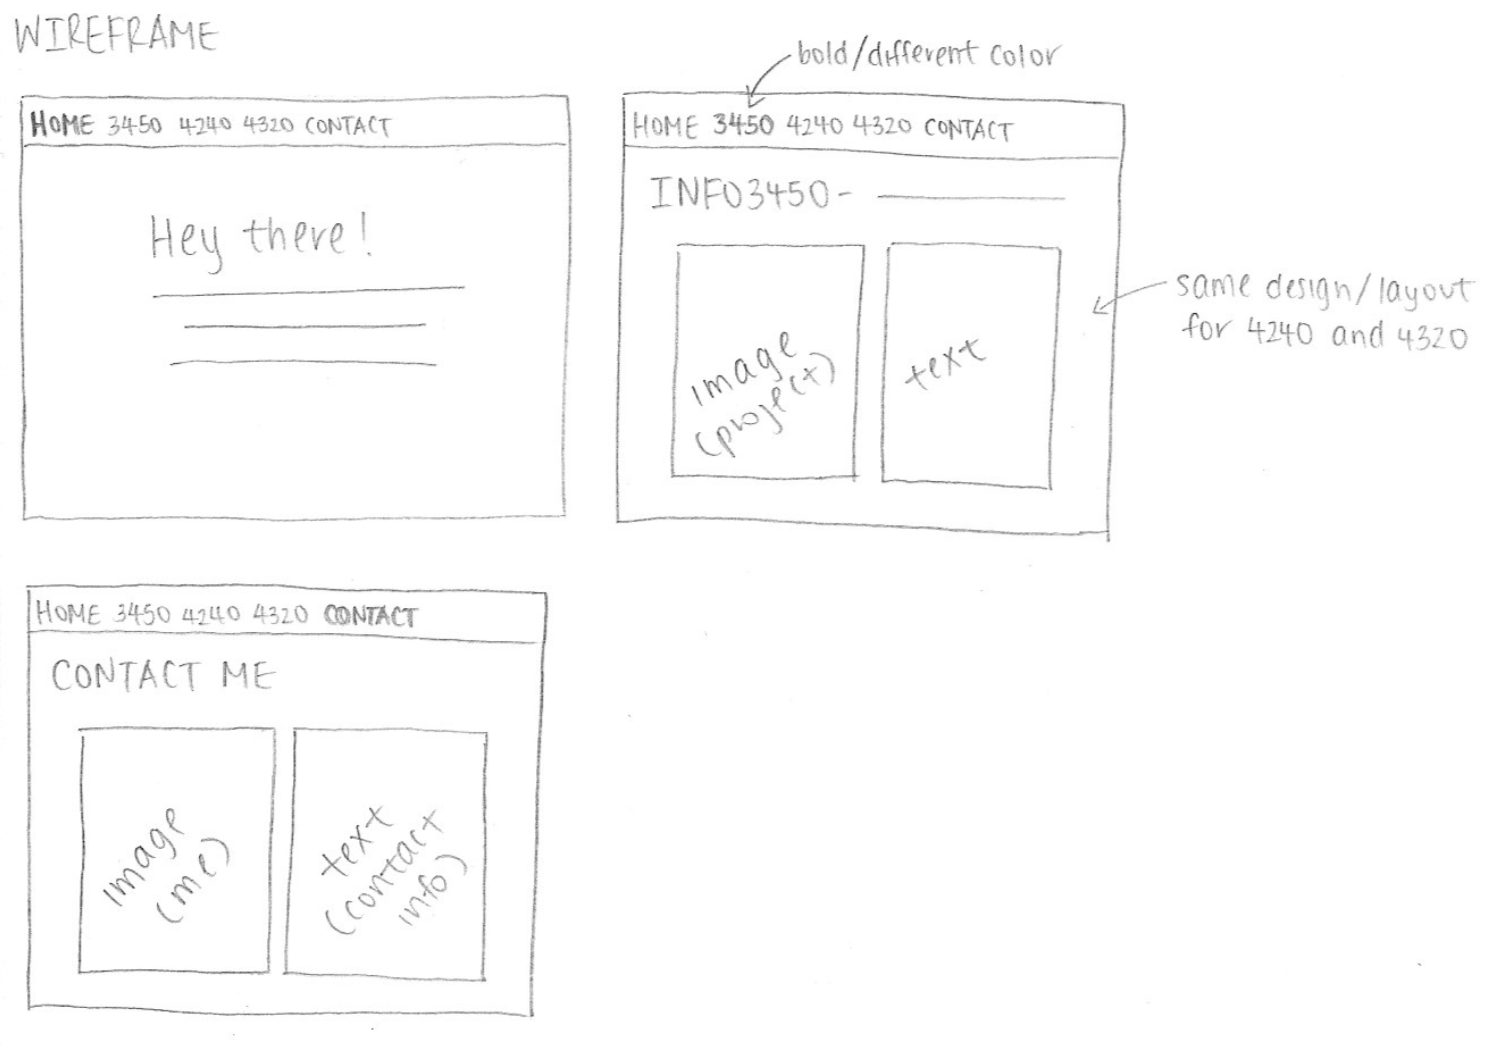 WIREFRAME
bold/different color
HOME 3450 4240 4320 CONTACT
Hey there!
HOME 3450 4240 4320 CONTACT
INFO3450-
image
(project)
text
same design/layout
for 4240 and 4320
HOME 3450 4240 4320 CONTACT
CONTACT ME
image
(me)
text
(contact
info)